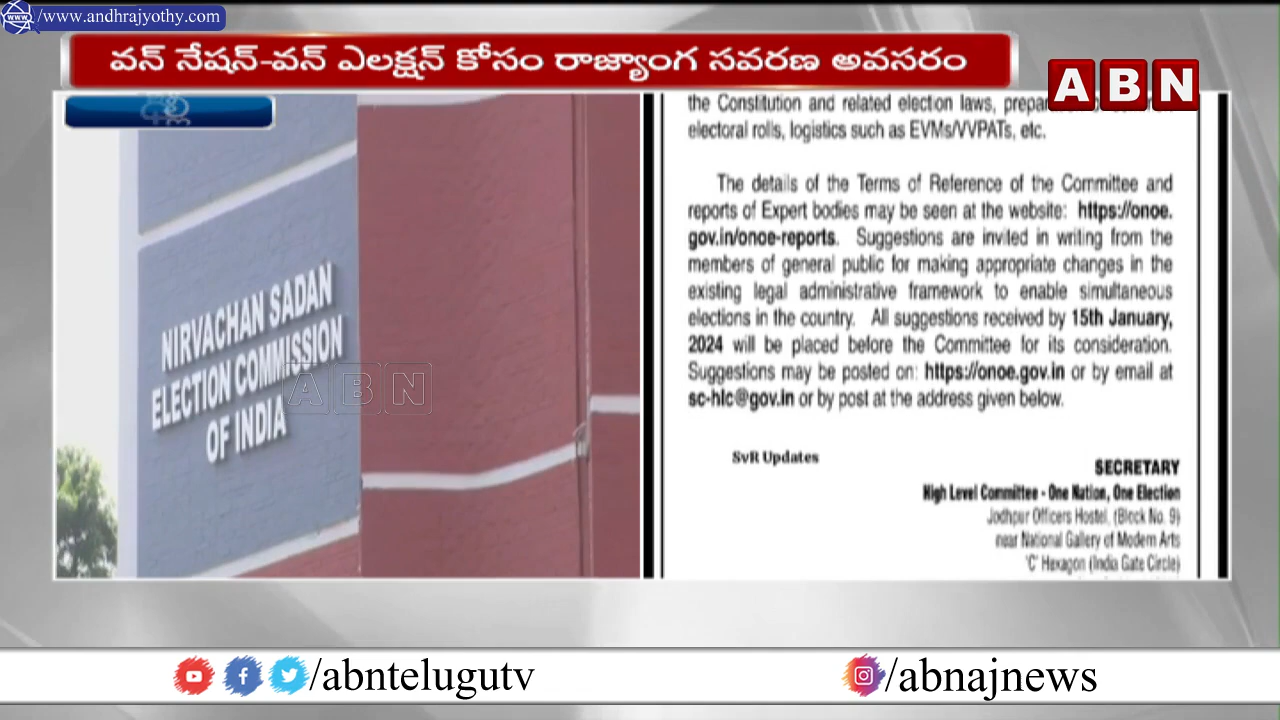 /www.andhrajyothy.com
వన్ నేషన్-వన్ ఎలక్షన్ కోసం రాజ్యాంగ సవరణ అవసరం
ABN
NIRVACHAN SADAN
ELECTION COMMISSION
OF INDIA
ABN
the Constitution and related election laws,
electoral rolls, logistics such as EVMs/VVPATs, etc.
The details of the Terms of Reference of the Committee and
reports of Expert bodies may be seen at the website: https://onoe.
gov.in/onoe-reports. Suggestions are invited in writing from the
members of general public for making appropriate changes in the
existing legal administrative framework to enable simultaneous
elections in the country. All suggestions received by 15th January,
2024 will be placed before the Committee for its consideration.
Suggestions may be posted on: https://onoe.gov.in or by email at
sc-hlc@gov.in or by post at the address given below.
SvR Updates
SECRETARY
High Level Committee - One Nation, One Election
Jodhpur Officers Hostel, (Block No. 9)
near National Gallery of Modern Arts
'C' Hexagon (India Gate Circle)
/abntelugutv
/abnajnews